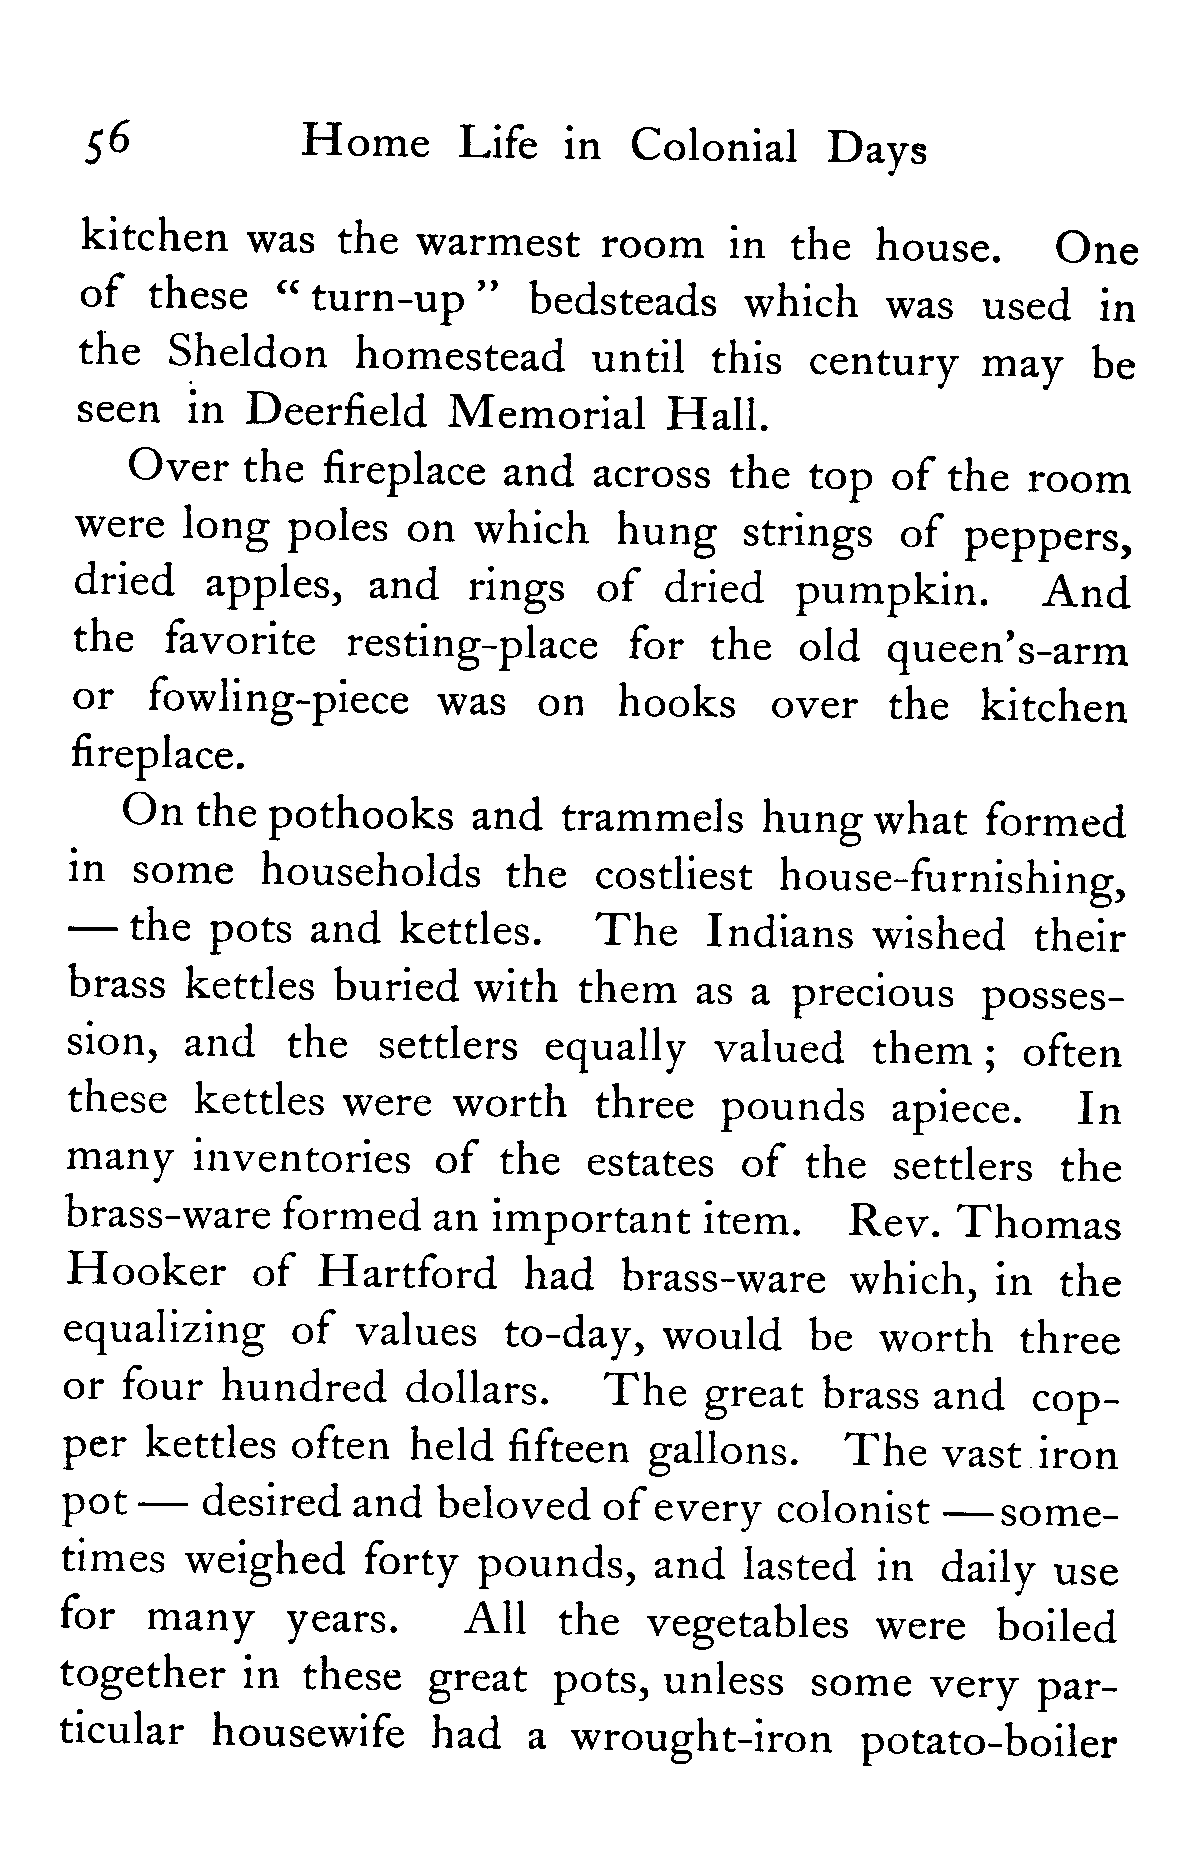 56 Home Life in Colonial Days
kitchen was the warmest room in the house. One
of these “ turn-up ” bedsteads which was used in
the Sheldon homestead until this century may be
seen in Deerfield Memorial Hall.
Over the fireplace and across the top of the room
were long poles on which hung strings of peppers,
dried apples, and rings of dried pumpkin. And
the favorite resting-place for the old queen’s-arm
or fowling-piece was on hooks over the kitchen
fireplace.
On the pothooks and trammels hung what formed
in some households the costliest house-furnishing,
— the pots and kettles. The Indians wished their
brass kettles buried with them as a precious posses-
sion, and the settlers equally valued them ; often
these kettles were worth three pounds apiece. In
many inventories of the estates of the settlers the
brass-ware formed an important item. Rev. Thomas
Hooker of Hartford had brass-ware which, in the
equalizing of values to-day, would be worth three
or four hundred dollars. The great brass and cop-
per kettles often held fifteen gallons. The vast iron
pot — desired and beloved of every colonist — some-
times weighed forty pounds, and lasted in daily use
for many years. All the vegetables were boiled
together in these great pots, unless some very par-
ticular housewife had a wrought-iron potato-boiler